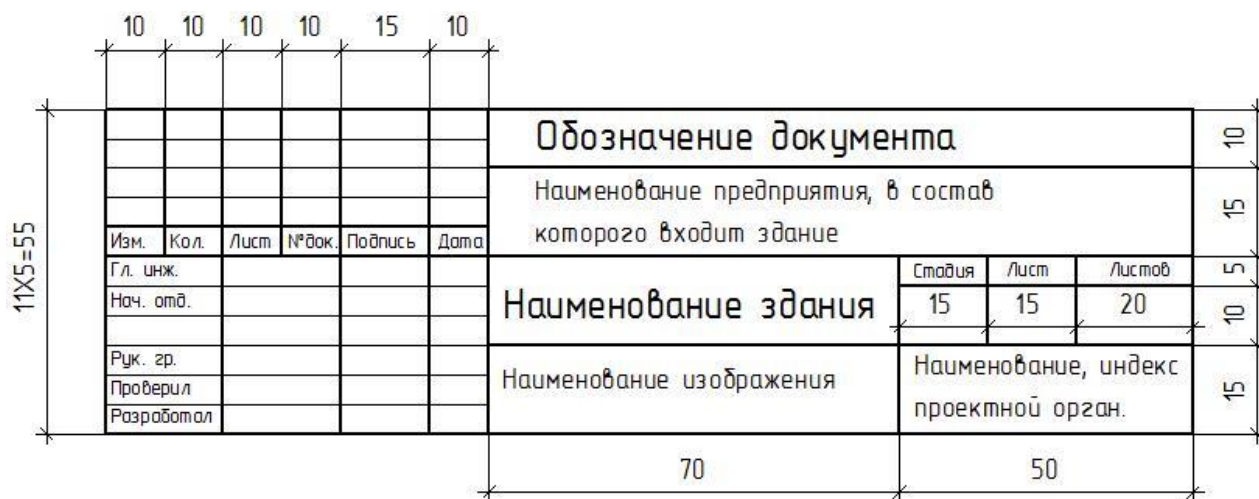 10 10 10 10 15 10
Обозначение документа
10
Наименование предприятия, в состав
которого входит здание
15
11X5=55
Изм. Кол. Лист №док. Подпись Дата
Гл. инж.
Нач. отд.
Стадия Лист Листов
5
Наименование здания
15 15 20
10
Рук. гр.
Проверил
Разработал
Наименование изображения
Наименование, индекс
проектной орган.
15
70 50